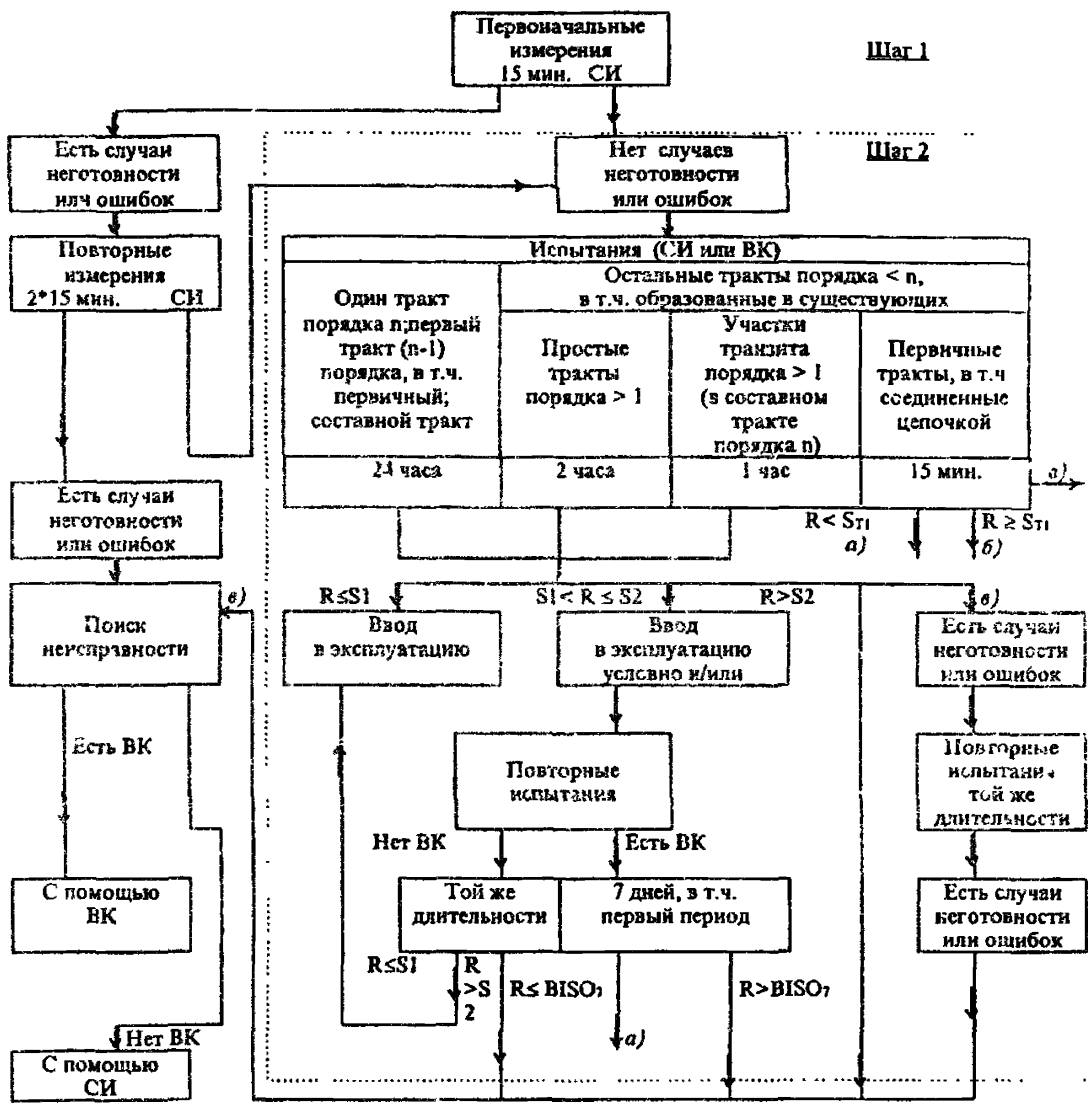 Первоначальные
измерения
15 мин. СИ
Шаг 1
Есть случаи
неготовности
или ошибок
Нет случаев
неготовности
или ошибок
Шаг 2
Повторные
измерения
2*15 мин. СИ
Испытания (СИ или ВК)
Один тракт
порядка n;первый
тракт (n-1)
порядка, в т.ч.
первичный;
составной тракт
Остальные тракты порядка < n,
в т.ч. образованные в существующих
Простые
тракты
порядка > 1
Участки
транзита
порядка > 1
(в составном
тракте
порядка n)
Первичные
тракты, в т.ч
соединенные
цепочкой
24 часа
2 часа
1 час
15 мин.
а)
R< ST1
а)
R ≥ ST1
б)
Есть случаи
неготовности
или ошибок
Поиск
неисправности
в)
R≤S1
S1< R ≤ S2
R>S2
в)
Ввод
в эксплуатацию
Ввод
в эксплуатацию
условно и/или
Есть случаи
неготовности
или ошибок
Есть ВК
Повторные
испытания
Повторные
испытани
той же
длительности
Нет ВК
Есть ВК
С помощью
ВК
Той же
длительности
7 дней, в т.ч.
первый период
Есть случаи
неготовности
или ошибок
R≤S1
R
>S
2
R≤ BISO7
R>BISO7
а)
Нет ВК
С помощью
СИ